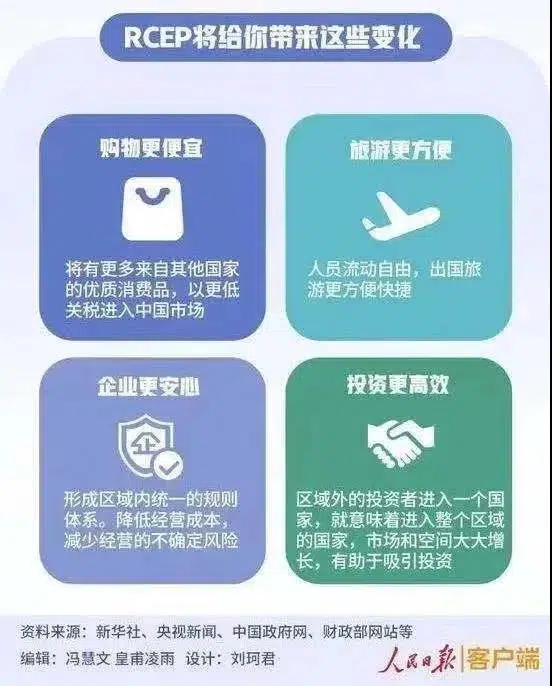 RCEP将给你带来这些变化
购物更便宜
将有更多来自其他国家
的优质消费品，以更低
关税进入中国市场
旅游更方便
人员流动自由，出国旅
游更方便快捷
企业更安心
企
形成区域内统一的规则
体系。降低经营成本，
减少经营的不确定风险
投资更高效
区域外的投资者进入一个国
家，就意味着进入整个区域
的国家，市场和空间大大增
长，有助于吸引投资
资料来源：新华社、央视新闻、中国政府网、财政部网站等
编辑：冯慧文 皇甫凌雨 设计：刘珂君
人民日报 客户端